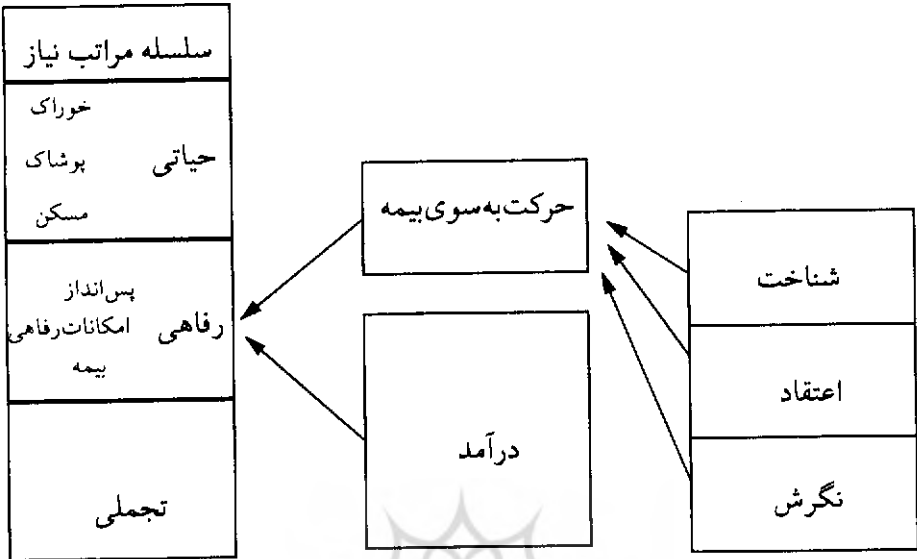 سلسله مراتب نیاز
حیاتی
خوراک
پوشاک
مسکن
رفاهی
پس‌انداز
امکانات رفاهی
بیمه
تجملی
حرکت به سوی بیمه
درآمد
شناخت
اعتقاد
نگرش